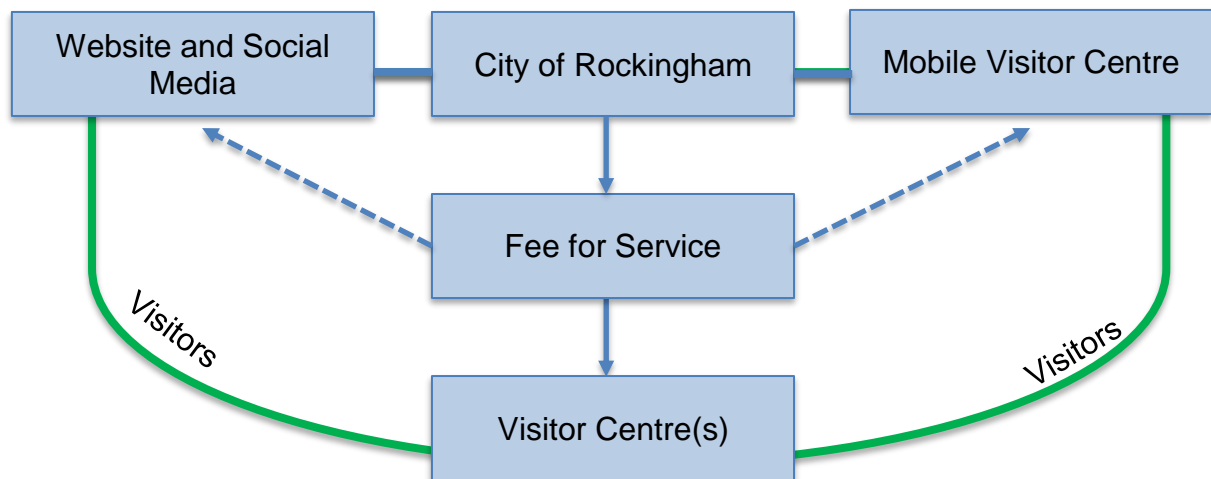 Website and Social
Media
City of Rockingham
Mobile Visitor Centre
Fee for Service
Visitors
Visitors
Visitor Centre(s)